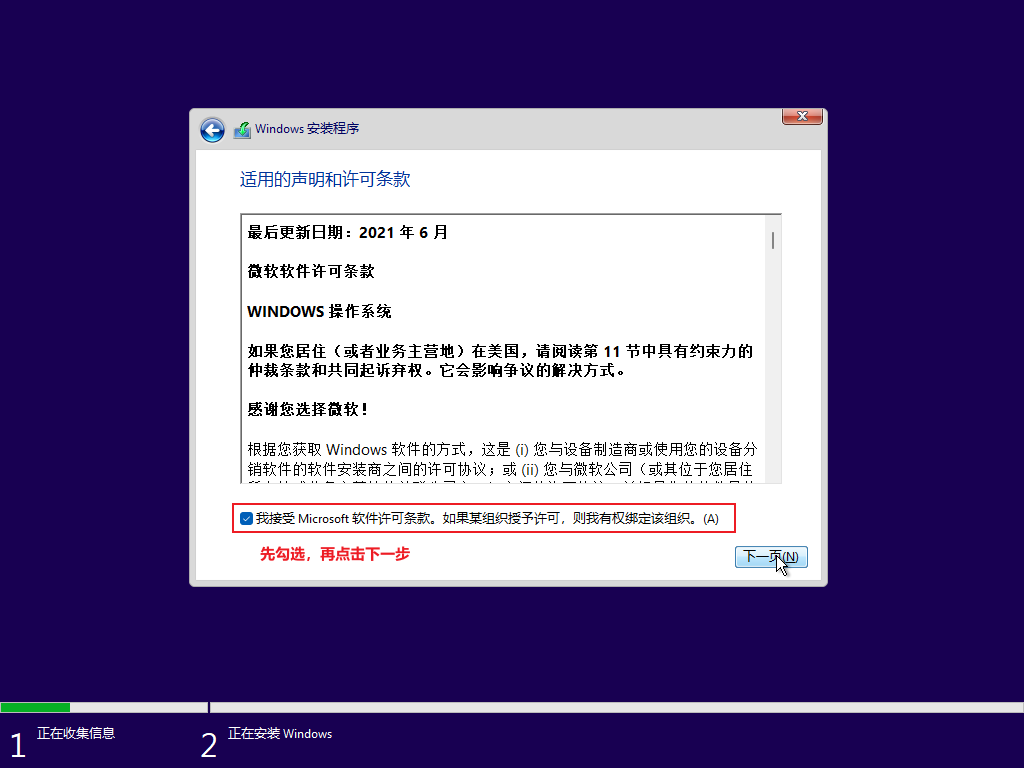 Windows 安装程序
适用的声明和许可条款
最后更新日期：2021 年 6 月
微软软件许可条款
WINDOWS 操作系统
如果您居住（或者业务主营地）在美国，请阅读第 11 节中具有约束力的
仲裁条款和共同起诉弃权。它会影响争议的解决方式。
感谢您选择微软！
根据您获取 Windows 软件的方式，这是 (i) 您与设备制造商或使用您的设备分
销软件的软件安装商之间的许可协议；或 (ii) 您与微软公司（或其位于您居住
我接受 Microsoft 软件许可条款。如果某组织授予许可，则我有权绑定该组织。(A)
先勾选，再点击下一步
下一页(N)
1 正在收集信息
2 正在安装 Windows